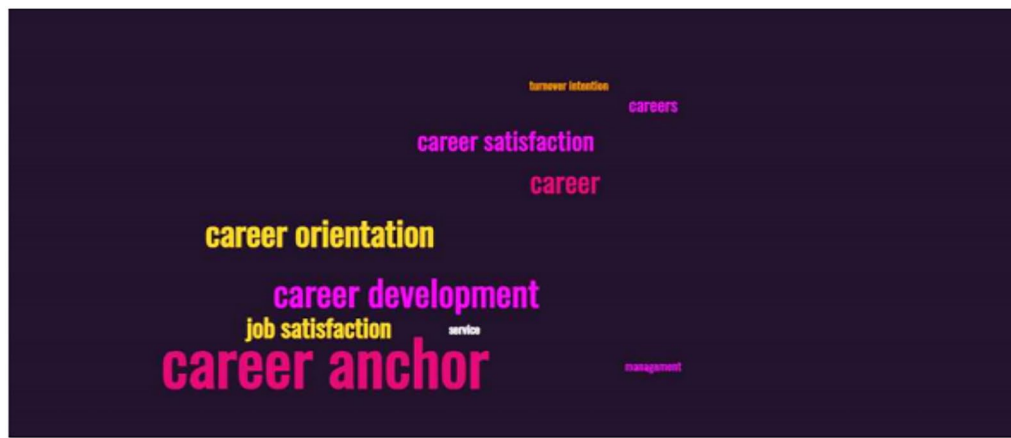 turnover intention
careers
career satisfaction
career
career orientation
career development
job satisfaction
service
career anchor
management